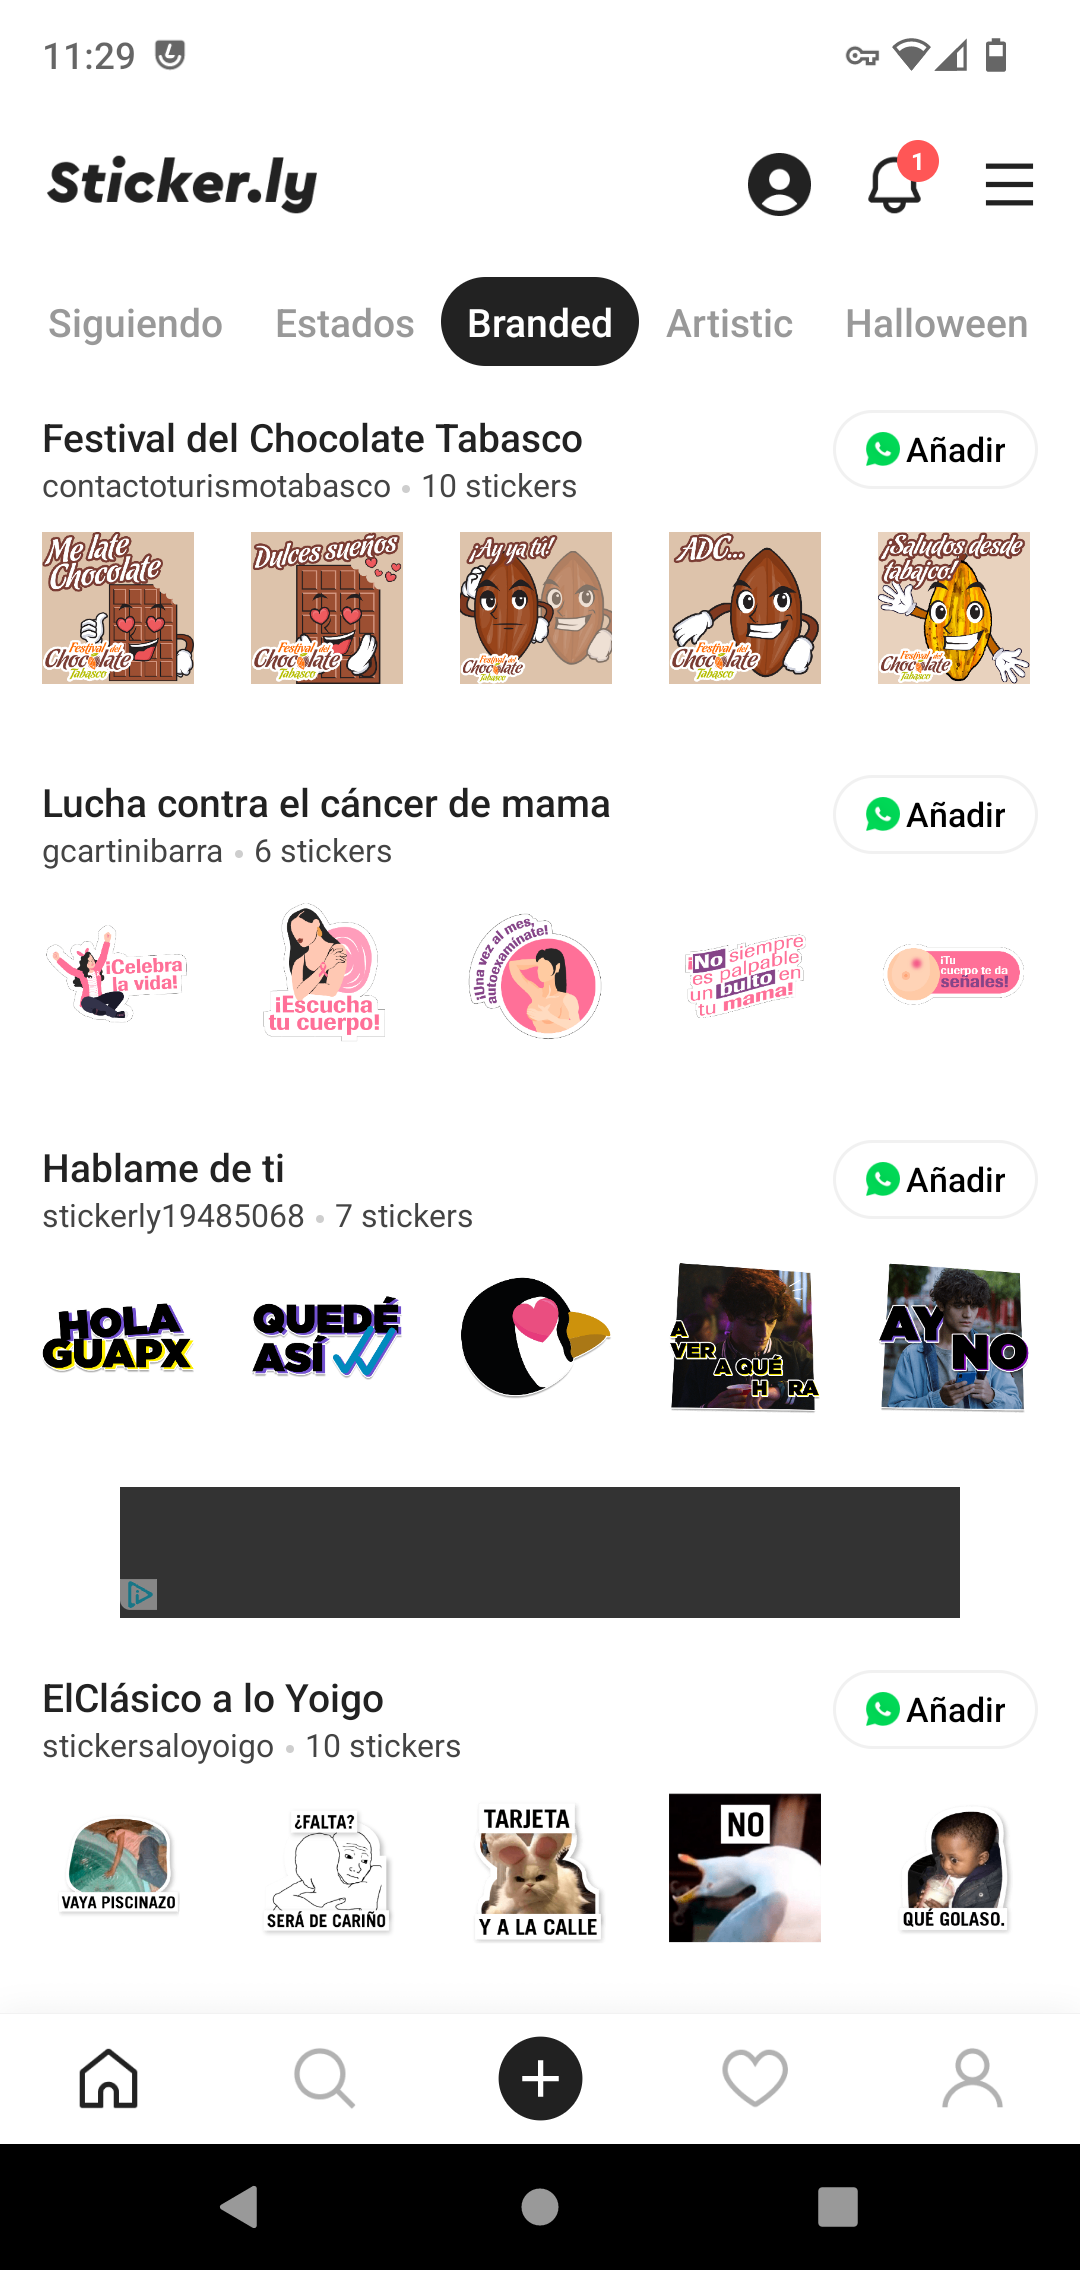 11:29
Sticker.ly
1
Siguiendo Estados Branded Artistic Halloween
Festival del Chocolate Tabasco
contactoturismotabasco • 10 stickers
Añadir
Me late
Chocolate
Festival del
Chocolate
Tabasco
Dulces sueños
Festival del
Chocolate
Tabasco
¡Ay ya tú!
Festival del
Chocolate
Tabasco
ADC...
Festival del
Chocolate
Tabasco
¡Saludos desde
tabajco!
Festival del
Chocolate
Tabasco
Lucha contra el cáncer de mama
gcartinibarra • 6 stickers
Añadir
¡Celebra
la vida!
¡Escucha
tu cuerpo!
¡Una vez al mes,
autoexamínate!
¡No siempre
es palpable
un bulto en
tu mama!
¡Tu
cuerpo te da
señales!
Hablame de ti
stickerly19485068 • 7 stickers
Añadir
HOLA
GUAPX
QUEDÉ
ASÍ
A
VER
A QUÉ
H RA
AY
NO
ElClásico a lo Yoigo
stickersaloyoigo • 10 stickers
Añadir
VAYA PISCINAZO
¿FALTA?
SERÁ DE CARIÑO
TARJETA
Y A LA CALLE
NO
QUÉ GOLASO.